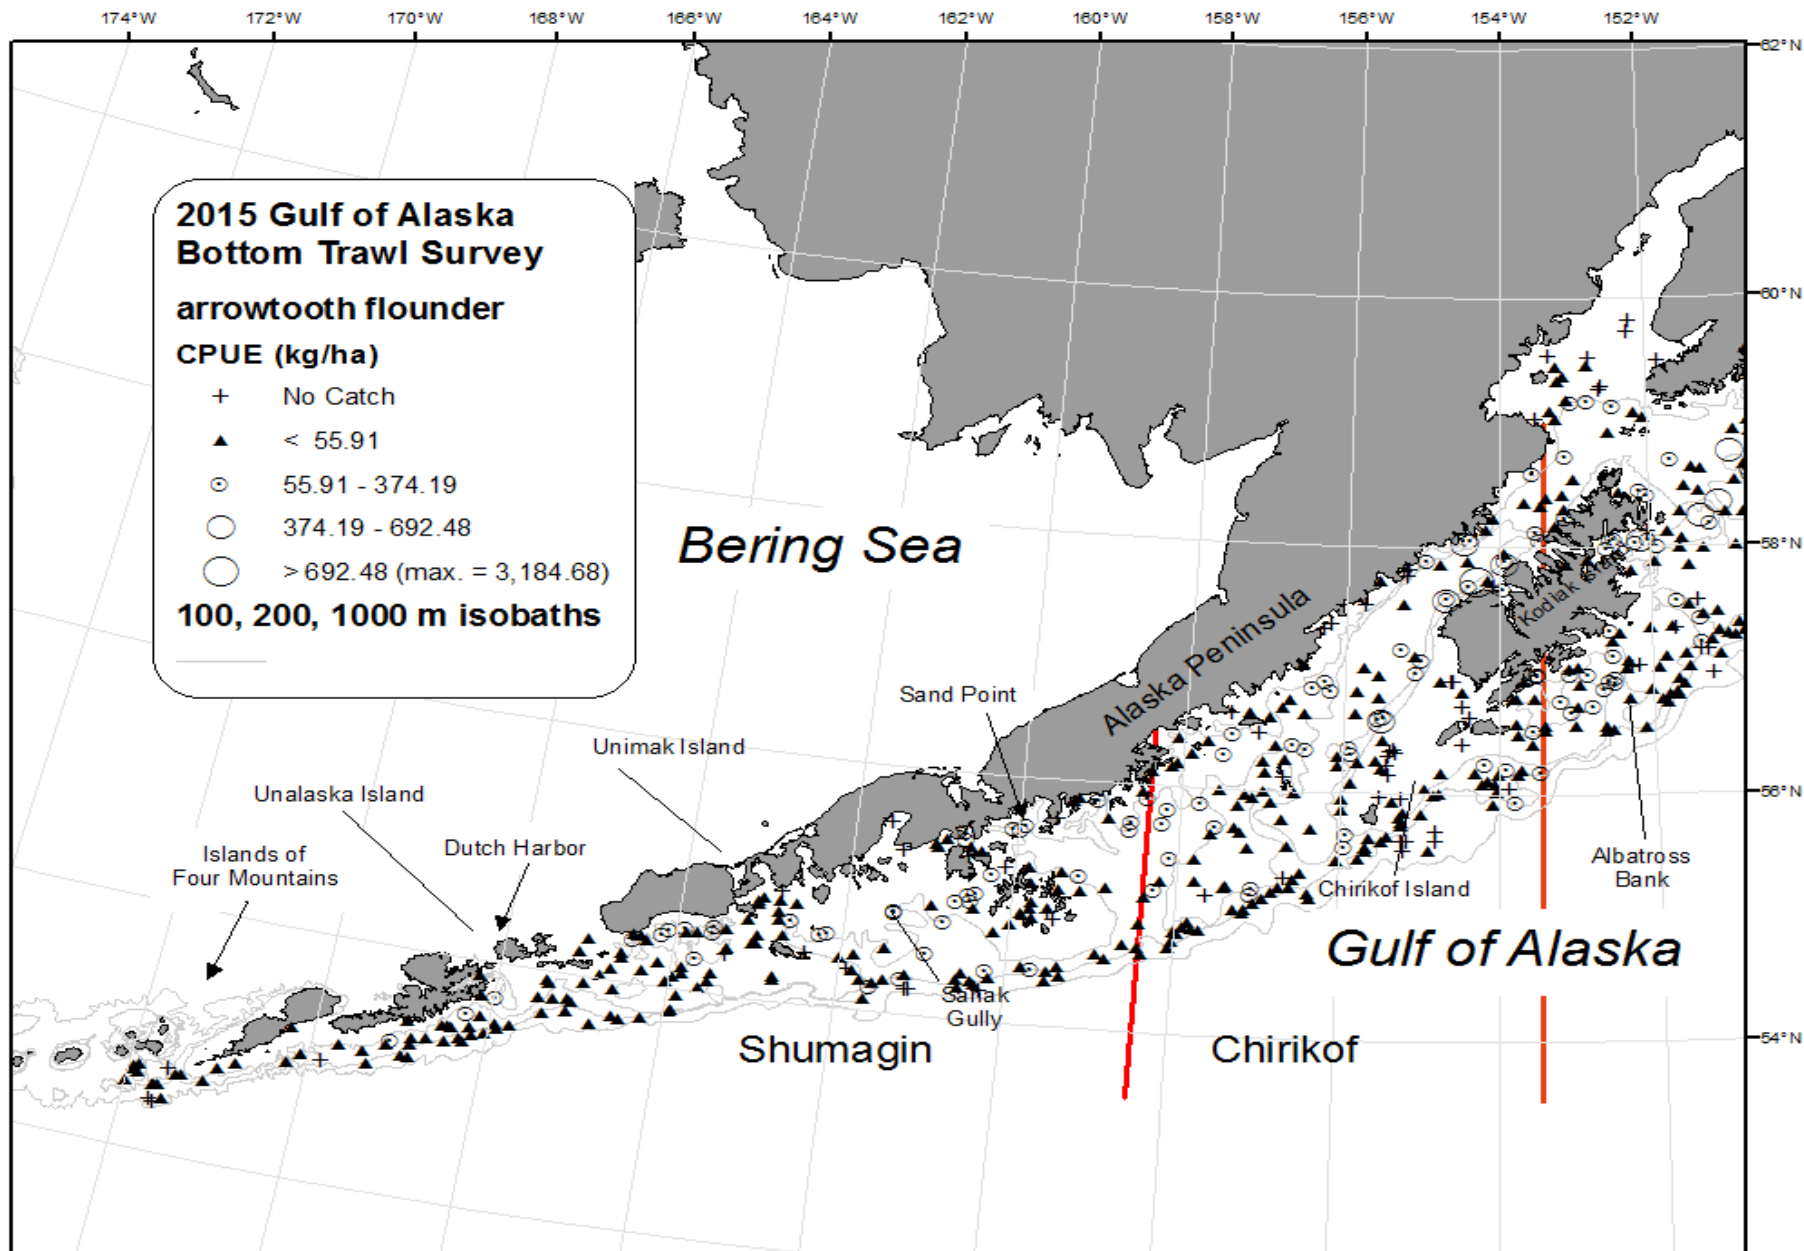 174°W 172°W 170°W 168°W 166°W 164°W 162°W 160°W 158°W 156°W 154°W 152°W
62°N
2015 Gulf of Alaska
Bottom Trawl Survey
arrowtooth flounder
CPUE (kg/ha)
+ No Catch
< 55.91
55.91 - 374.19
374.19 - 692.48
> 692.48 (max. = 3,184.68)
100, 200, 1000 m isobaths
60°N
Bering Sea
58°N
Kodiak Island
Alaska Peninsula
Sand Point
Unimak Island
Unalaska Island
56°N
Dutch Harbor
Islands of
Four Mountains
Albatross
Bank
Chirikof Island
Gulf of Alaska
Sanak
Gully
Shumagin
Chirikof
54°N